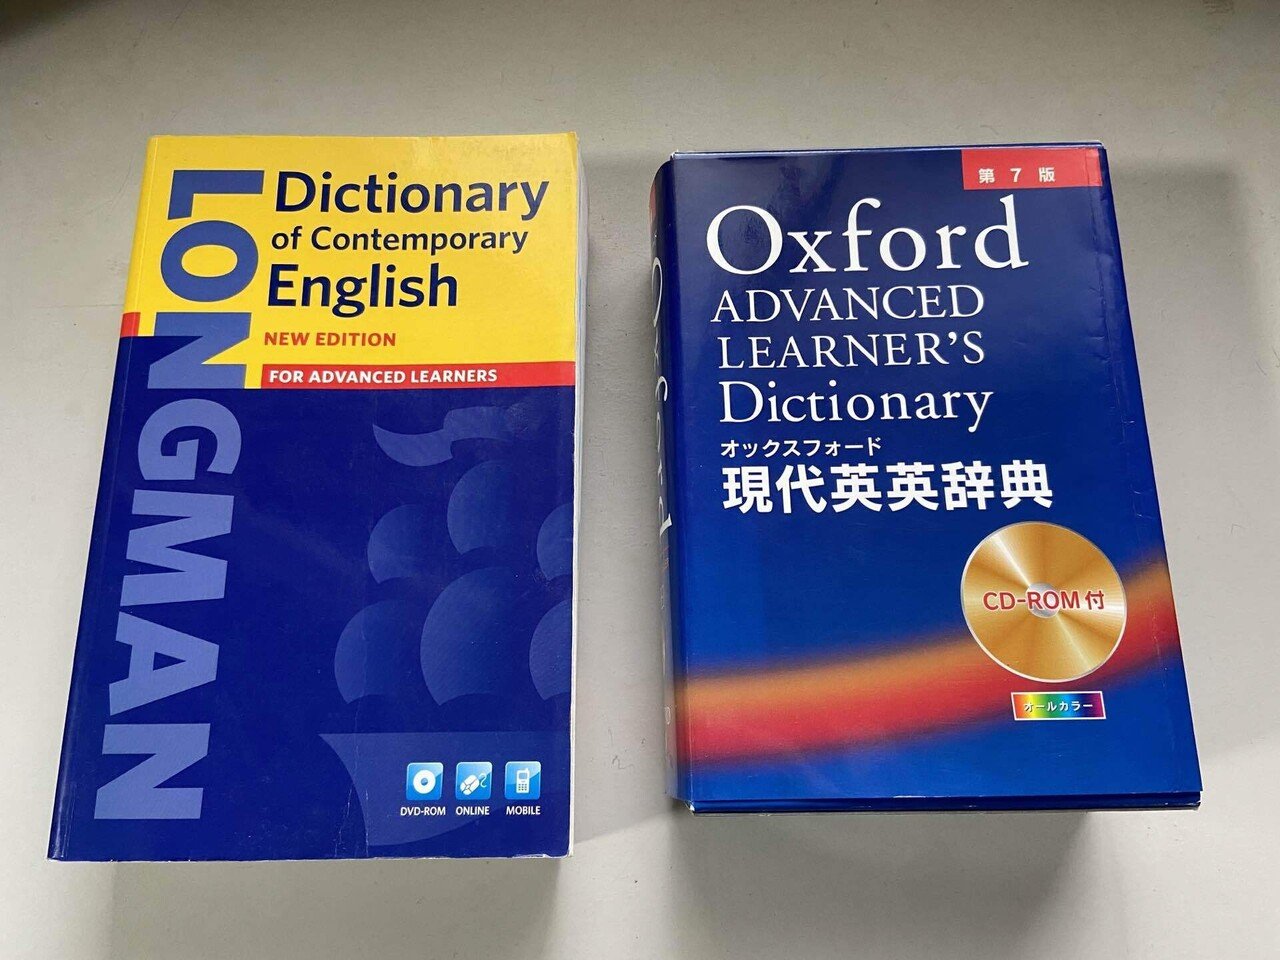 LONGMAN
Dictionary
of Contemporary
English
NEW EDITION
FOR ADVANCED LEARNERS
DVD-ROM
ONLINE
MOBILE
第7版
Oxford
ADVANCED
LEARNER'S
Dictionary
オックスフォード
現代英英辞典
CD-ROM付
オールカラー
Oxford